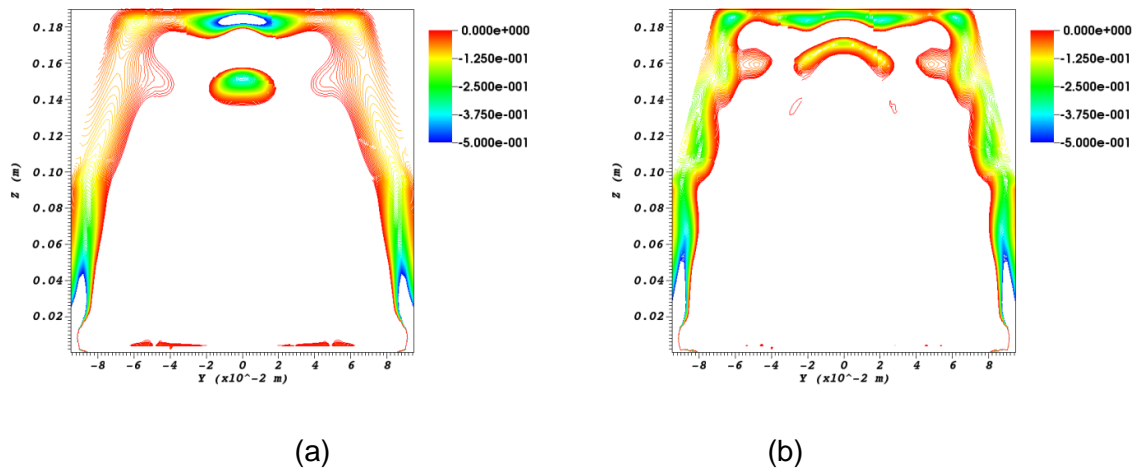 0.18
0.16
0.14
0.12
0.10
0.08
0.06
0.04
0.02
Z (m)
-8 -6 -4 -2 0 2 4 6 8
Y (x10^-2 m)
0.000e+000
-1.250e-001
-2.500e-001
-3.750e-001
-5.000e-001
(a)
0.18
0.16
0.14
0.12
0.10
0.08
0.06
0.04
0.02
Z (m)
-8 -6 -4 -2 0 2 4 6 8
Y (x10^-2 m)
0.000e+000
-1.250e-001
-2.500e-001
-3.750e-001
-5.000e-001
(b)